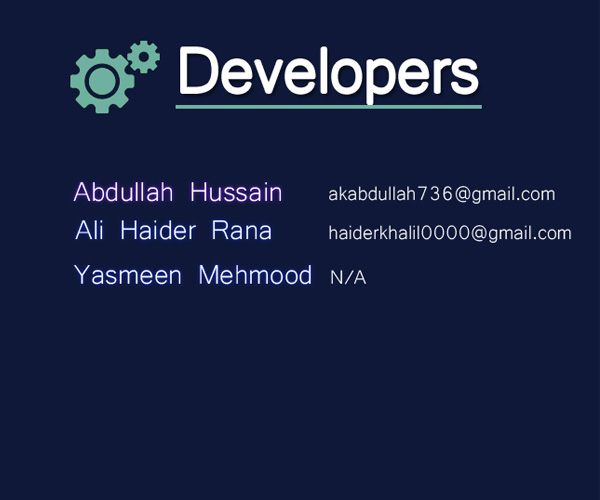 Developers
Abdullah Hussain akabdullah736@gmail.com
Ali Haider Rana haiderkhalil0000@gmail.com
Yasmeen Mehmood N/A